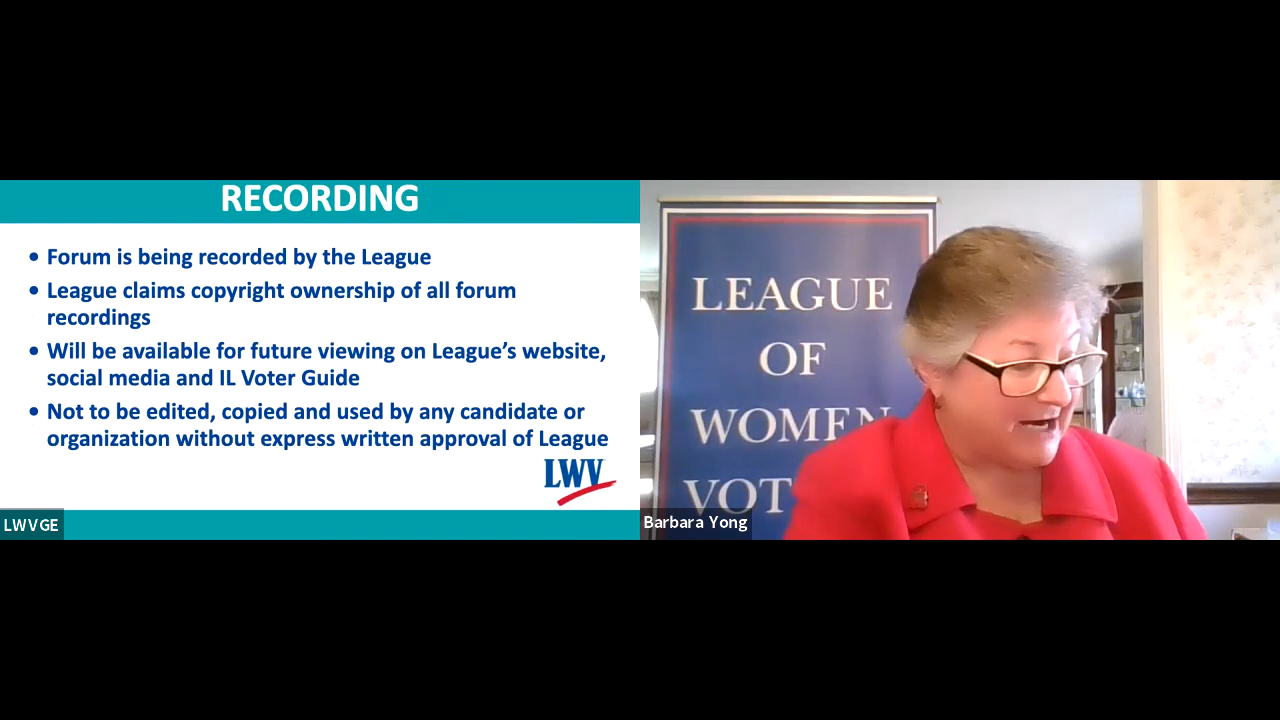 RECORDING
• Forum is being recorded by the League
• League claims copyright ownership of all forum
recordings
• Will be available for future viewing on League's website,
social media and IL Voter Guide
• Not to be edited, copied and used by any candidate or
organization without express written approval of League
LWV
LWVGE
LEAGUE
OF
WOMEN
VOT
Barbara Yong